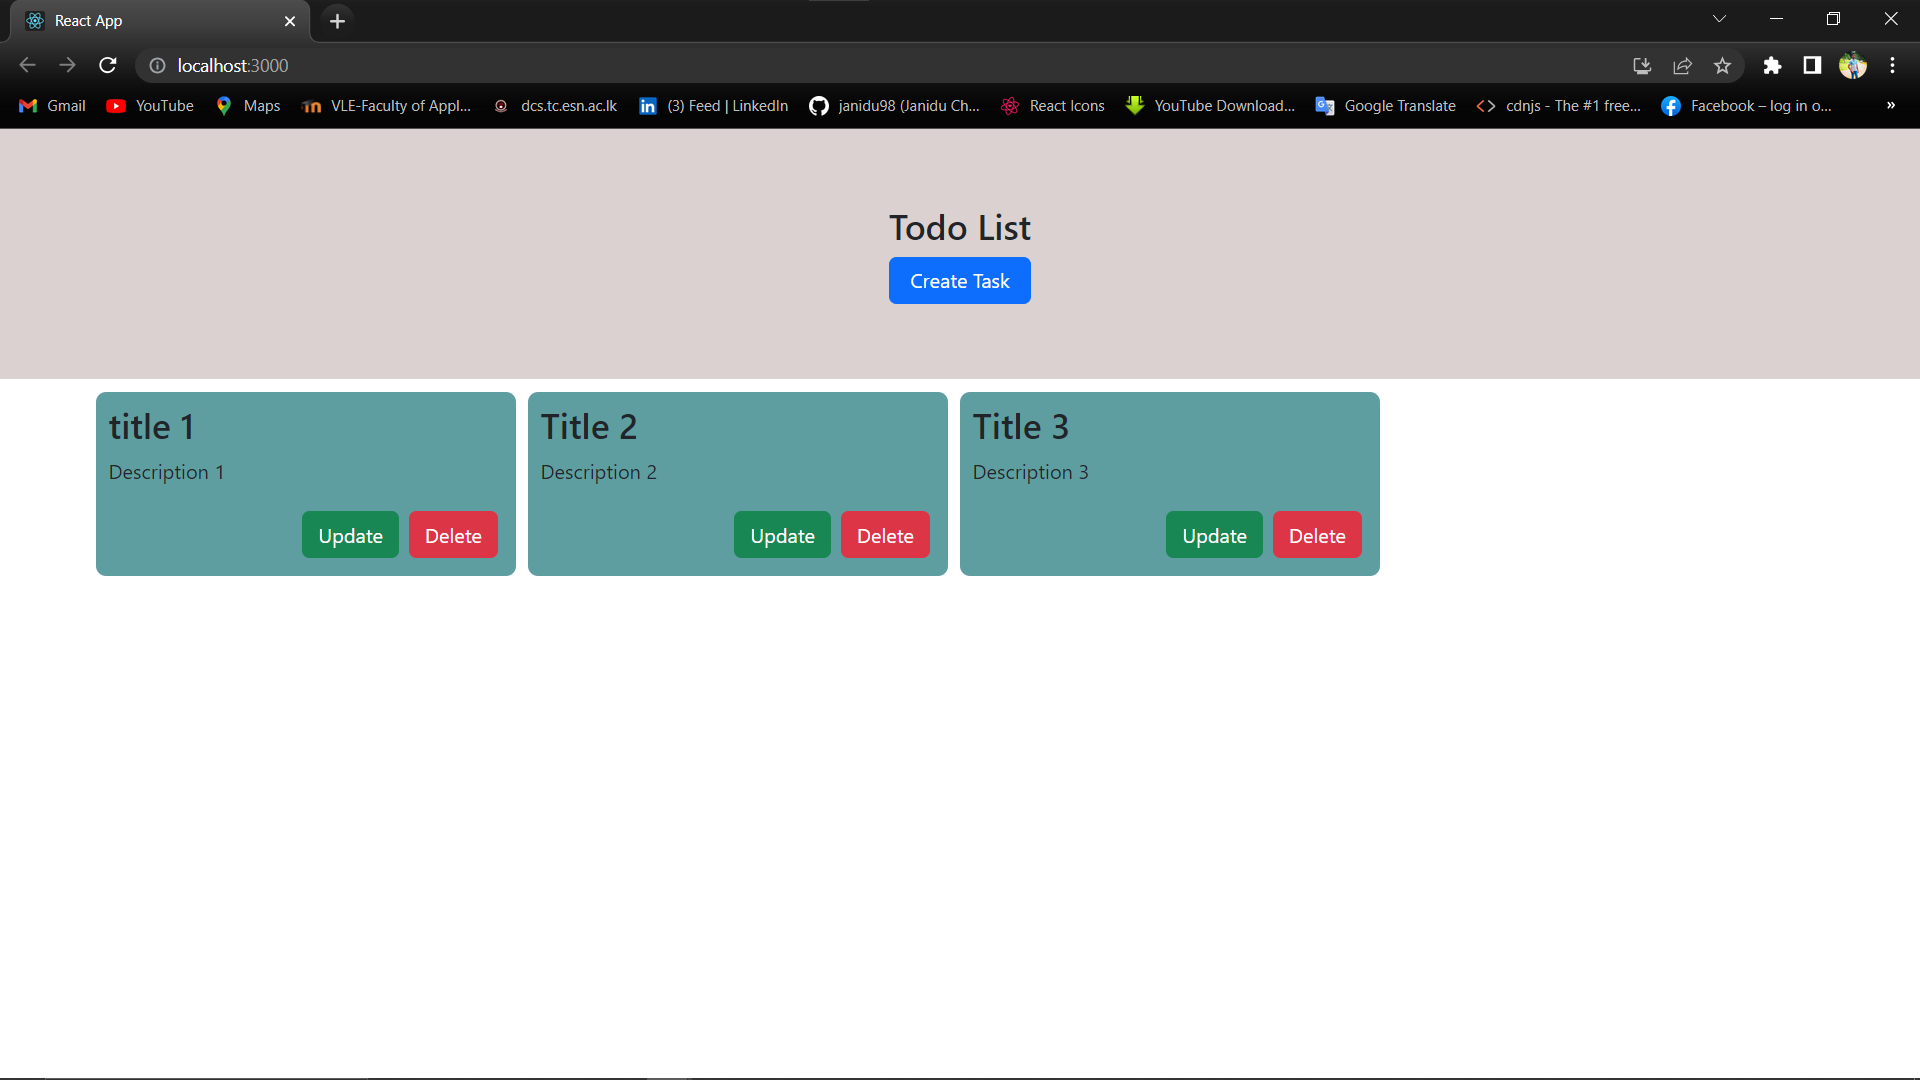 React App
localhost:3000
Gmail YouTube Maps VLE-Faculty of Appl... dcs.tc.esn.ac.lk (3) Feed | LinkedIn janidu98 (Janidu Ch... React Icons YouTube Download... Google Translate cdnjs - The #1 free... Facebook – log in o...
Todo List
Create Task
title 1
Description 1
Update Delete
Title 2
Description 2
Update Delete
Title 3
Description 3
Update Delete